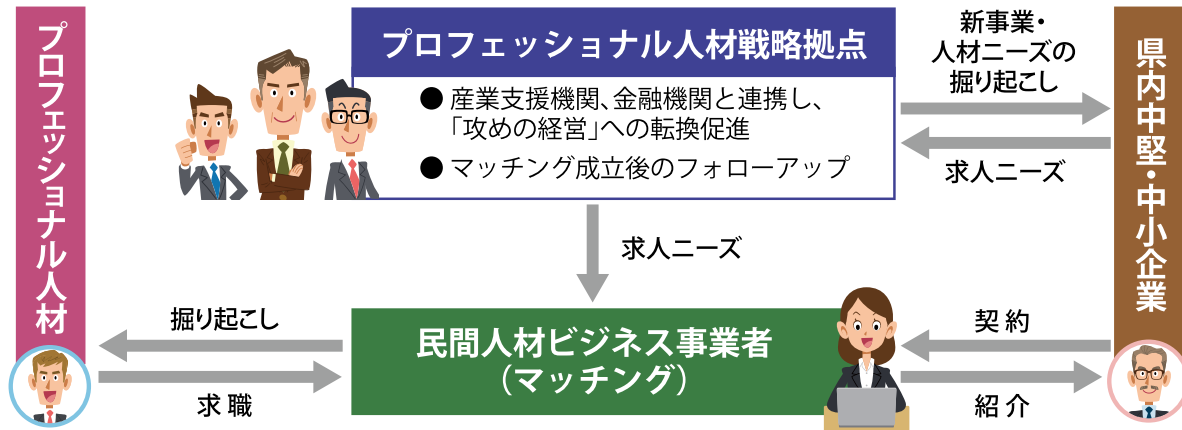 プロフェッショナル人材
プロフェッショナル人材戦略拠点
● 産業支援機関、金融機関と連携し、
「攻めの経営」への転換促進
● マッチング成立後のフォローアップ
新事業・
人材ニーズの
掘り起こし
求人ニーズ
県内中堅・中小企業
求人ニーズ
掘り起こし
求職
民間人材ビジネス事業者
（マッチング）
契約
紹介